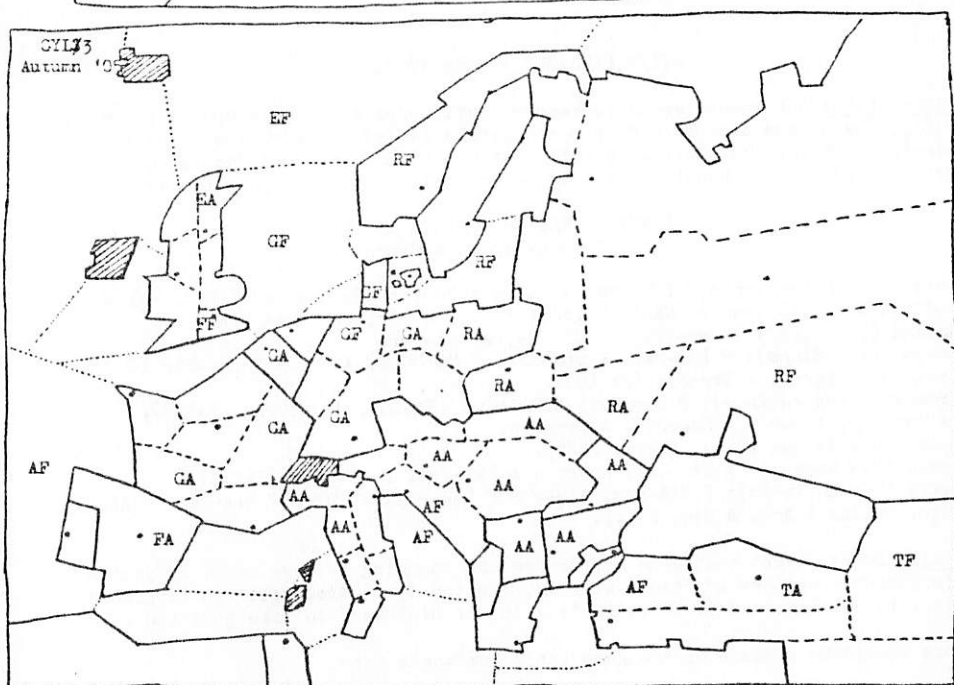 Autumn
EF
RF
EA
GF
RF
GF
FF
GF GA RA
GA
RF
RA
RA
GA GA
AA
AA AA
AF GA AA AA
AF
AA
FA AF AA AA
TF
AF TA